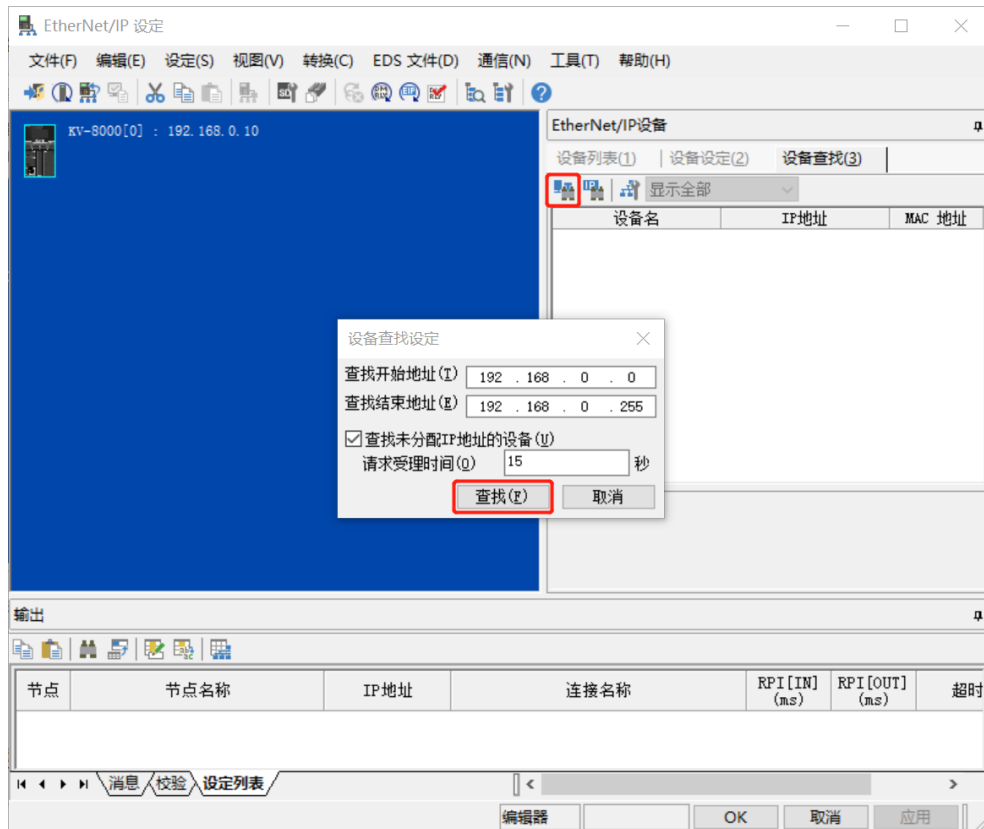 EtherNet/IP 设定
文件(F) 编辑(E) 设定(S) 视图(V) 转换(C) EDS 文件(D) 通信(N) 工具(T) 帮助(H)
KV-8000[0] : 192.168.0.10
EtherNet/IP设备
设备列表(1) 设备设定(2) 设备查找(3)
显示全部
设备名 IP地址 MAC 地址
设备查找设定
查找开始地址(I) 192 . 168 . 0 . 0
查找结束地址(E) 192 . 168 . 0 . 255
查找未分配IP地址的设备(U)
请求受理时间(O) 15 秒
查找(F) 取消
输出
节点 节点名称 IP地址 连接名称 RPI[IN] (ms) RPI[OUT] (ms) 超时
消息 校验 设定列表
编辑器 OK 取消 应用